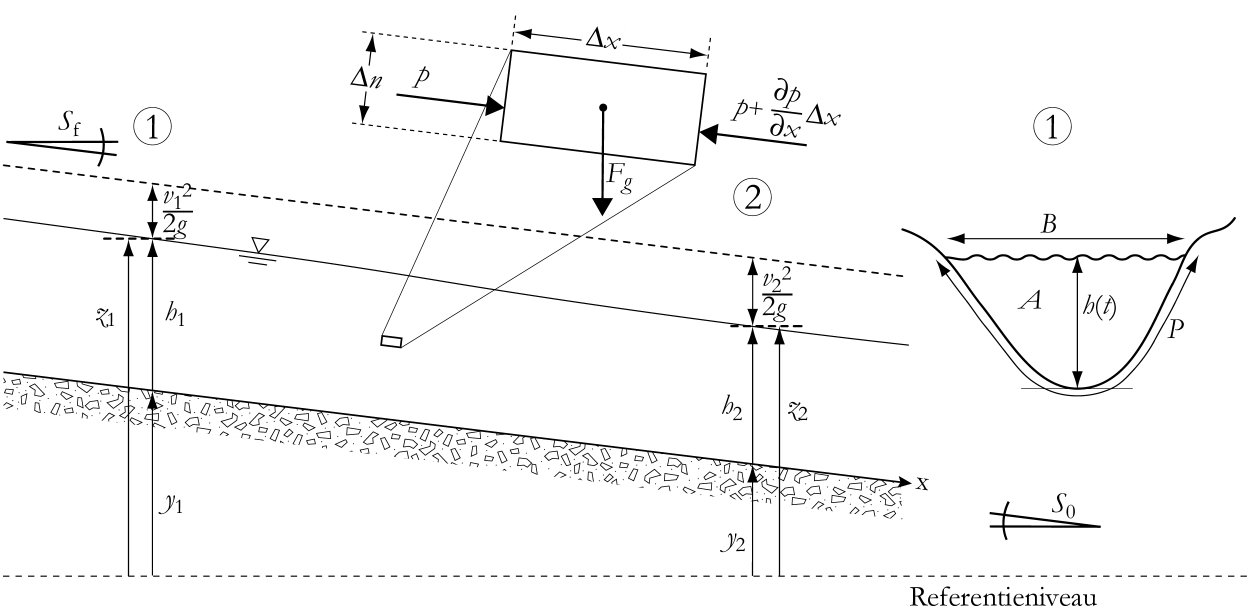 Δx
Δn
p
p+ ∂p/∂x Δx
F_g
S_f
1
1
2
v₁²/2g
v₂²/2g
z₁
h₁
h₂
z₂
B
A
h(t)
P
x
y₁
y₂
S₀
Referentieniveau